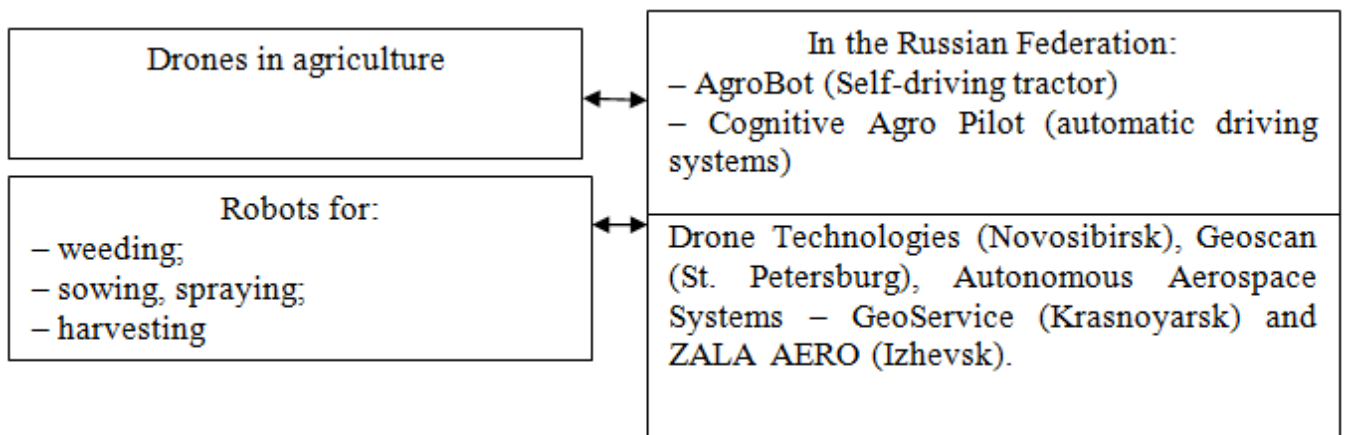 Drones in agriculture
Robots for:
– weeding;
– sowing, spraying;
– harvesting
In the Russian Federation:
– AgroBot (Self-driving tractor)
– Cognitive Agro Pilot (automatic driving
systems)
Drone Technologies (Novosibirsk), Geoscan
(St. Petersburg), Autonomous Aerospace
Systems – GeoService (Krasnoyarsk) and
ZALA AERO (Izhevsk).